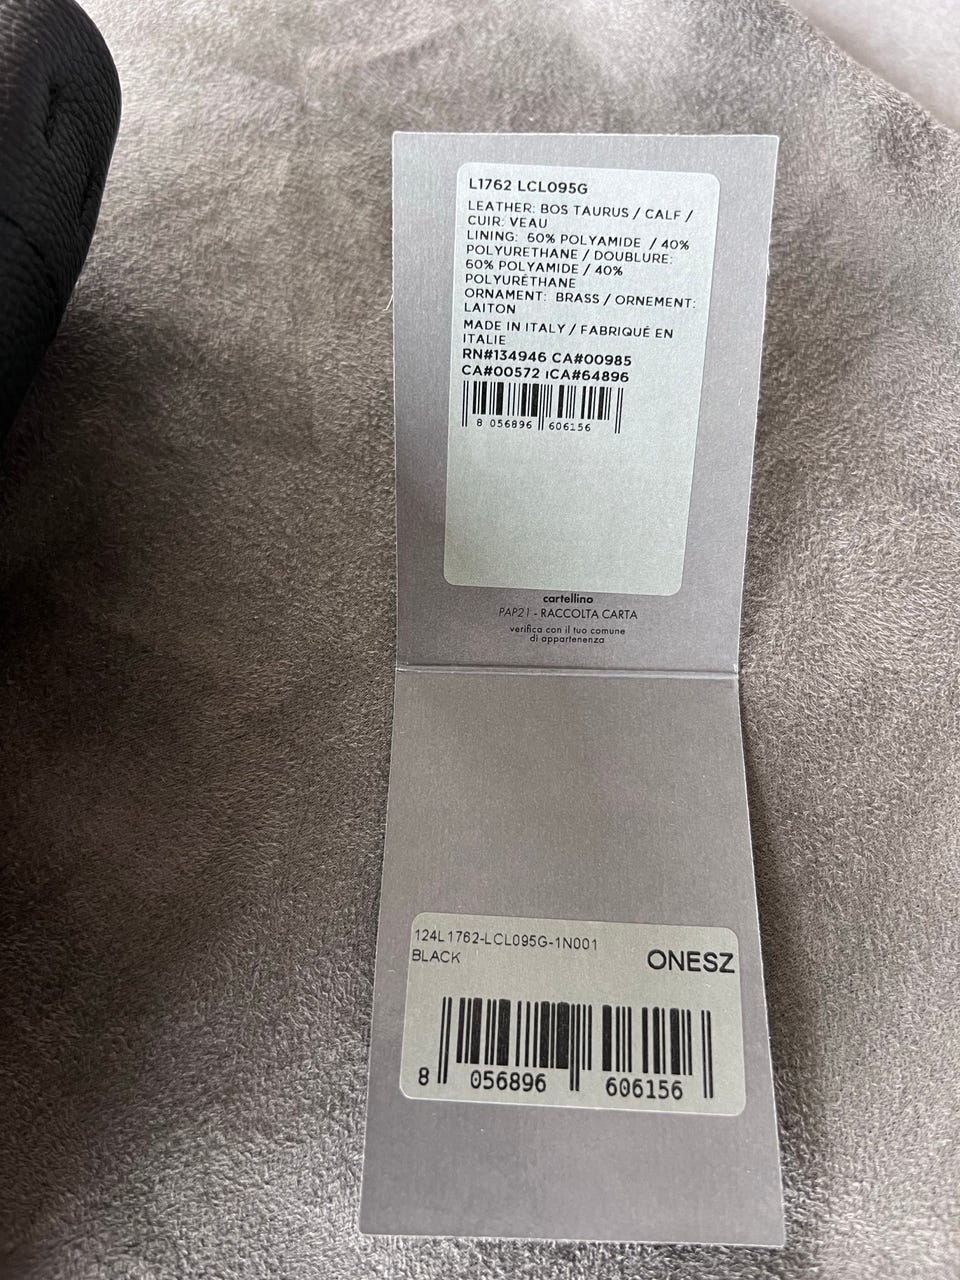 L1762 LCL095G
LEATHER: BOS TAURUS / CALF /
CUIR: VEAU
LINING: 60% POLYAMIDE / 40%
POLYURETHANE / DOUBLURE:
60% POLYAMIDE / 40%
POLYURÉTHANE
ORNAMENT: BRASS / ORNEMENT:
LAITON
MADE IN ITALY / FABRIQUÉ EN
ITALIE
RN#134946 CA#00985
CA#00572 ICA#64896
8 056896 606156
cartellino
PAP21 - RACCOLTA CARTA
verifica con il tuo comune
di appartenenza
124L1762-LCL095G-1N001
BLACK
ONESZ
8 056896 606156